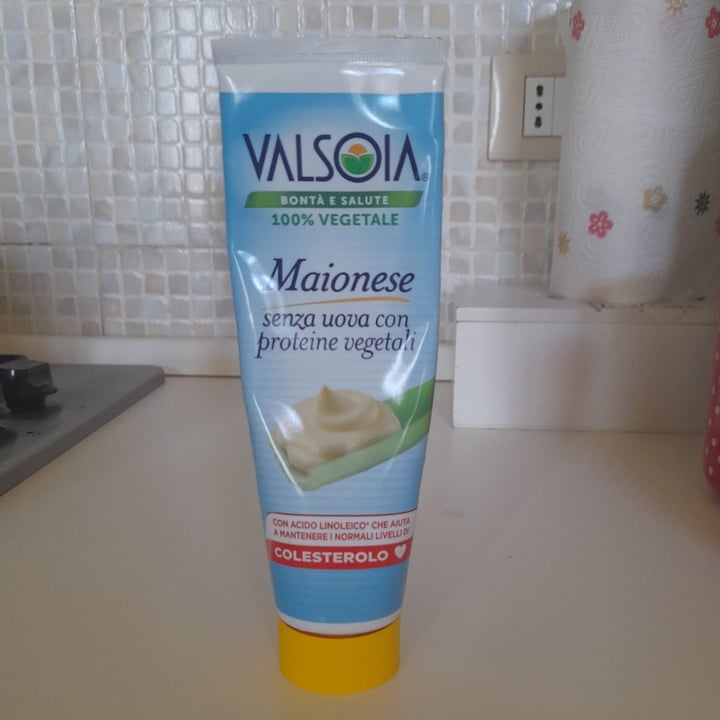 VALSOIA®
BONTÀ E SALUTE
100% VEGETALE
Maionese
senza uova con
proteine vegetali
CON ACIDO LINOLEICO* CHE AIUTA
A MANTENERE I NORMALI LIVELLI DI
COLESTEROLO